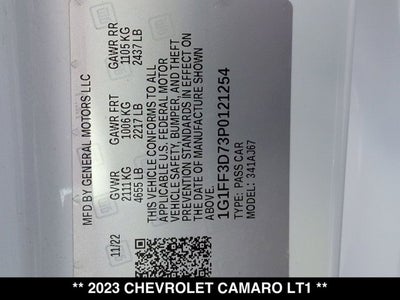 MFD BY GENERAL MOTORS LLC
11/22
GVWR
2111 KG
4655 LB
GAWR FRT
1006 KG
2217 LB
GAWR RR
1105 KG
2437 LB
THIS VEHICLE CONFORMS TO ALL
APPLICABLE U.S. FEDERAL MOTOR
VEHICLE SAFETY, BUMPER, AND THEFT
PREVENTION STANDARDS IN EFFECT ON
THE DATE OF MANUFACTURE SHOWN
ABOVE.
1G1FF3D73P0121254
TYPE: PASS CAR
MODEL: 341AJ67
** 2023 CHEVROLET CAMARO LT1 **